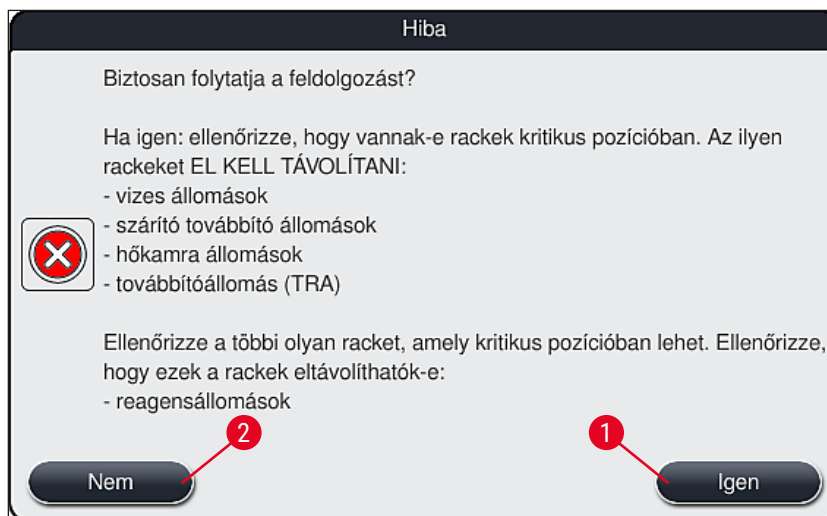 Hiba
Biztosan folytatja a feldolgozást?
Ha igen: ellenőrizze, hogy vannak-e rackek kritikus pozícióban. Az ilyen
rackeket EL KELL TÁVOLÍTANI:
- vizes állomások
- szárító továbbító állomások
- hőkamra állomások
- továbbítóállomás (TRA)
Ellenőrizze a többi olyan racket, amely kritikus pozícióban lehet. Ellenőrizze,
hogy ezek a rackek eltávolíthatók-e:
- reagensállomások
2
1
Nem
Igen